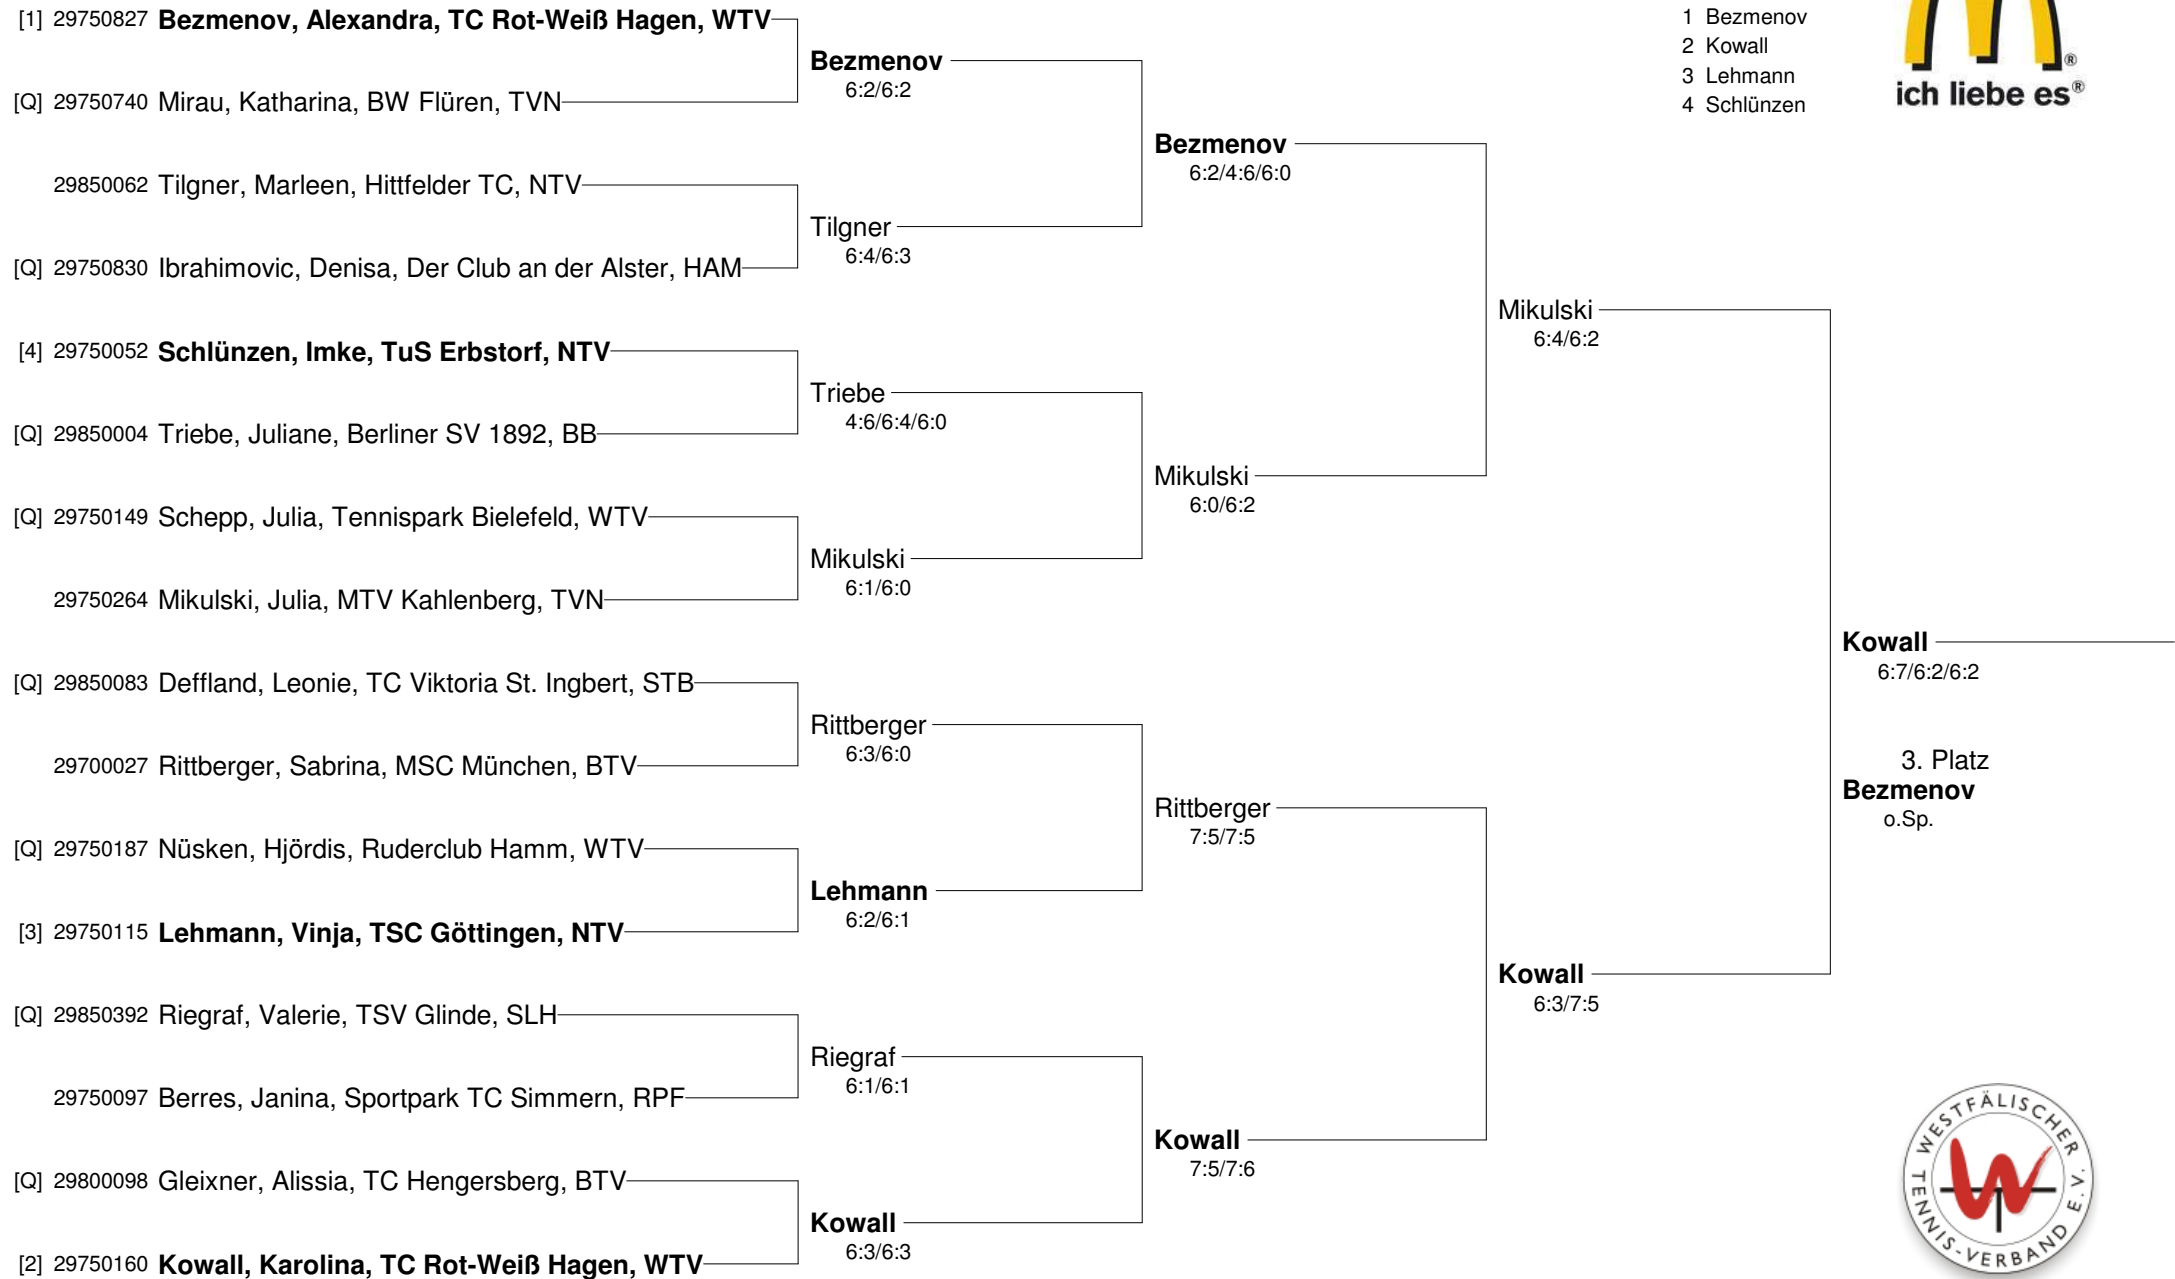 [1] 29750827 Bezmenov, Alexandra, TC Rot-Weiß Hagen, WTV
[Q] 29750740 Mirau, Katharina, BW Flüren, TVN
29850062 Tilgner, Marleen, Hittfelder TC, NTV
[Q] 29750830 Ibrahimovic, Denisa, Der Club an der Alster, HAM
[4] 29750052 Schlünzen, Imke, TuS Erbstorf, NTV
[Q] 29850004 Triebe, Juliane, Berliner SV 1892, BB
[Q] 29750149 Schepp, Julia, Tennispark Bielefeld, WTV
29750264 Mikulski, Julia, MTV Kahlenberg, TVN
[Q] 29850083 Deffland, Leonie, TC Viktoria St. Ingbert, STB
29700027 Rittberger, Sabrina, MSC München, BTV
[Q] 29750187 Nüsken, Hjördis, Ruderclub Hamm, WTV
[3] 29750115 Lehmann, Vinja, TSC Göttingen, NTV
[Q] 29850392 Riegraf, Valerie, TSV Glinde, SLH
29750097 Berres, Janina, Sportpark TC Simmern, RPF
[Q] 29800098 Gleixner, Alissia, TC Hengersberg, BTV
[2] 29750160 Kowall, Karolina, TC Rot-Weiß Hagen, WTV
Bezmenov
6:2/6:2
Tilgner
6:4/6:3
Triebe
4:6/6:4/6:0
Mikulski
6:1/6:0
Rittberger
6:3/6:0
Lehmann
6:2/6:1
Riegraf
6:1/6:1
Kowall
6:3/6:3
Bezmenov
6:2/4:6/6:0
Mikulski
6:0/6:2
Rittberger
7:5/7:5
Kowall
7:5/7:6
Mikulski
6:4/6:2
Kowall
6:3/7:5
Kowall
6:7/6:2/6:2
3. Platz
Bezmenov
o.Sp.
1 Bezmenov
2 Kowall
3 Lehmann
4 Schlünzen
®
ich liebe es®
WESTFÄLISCHER
TENNIS-VERBAND E.V.